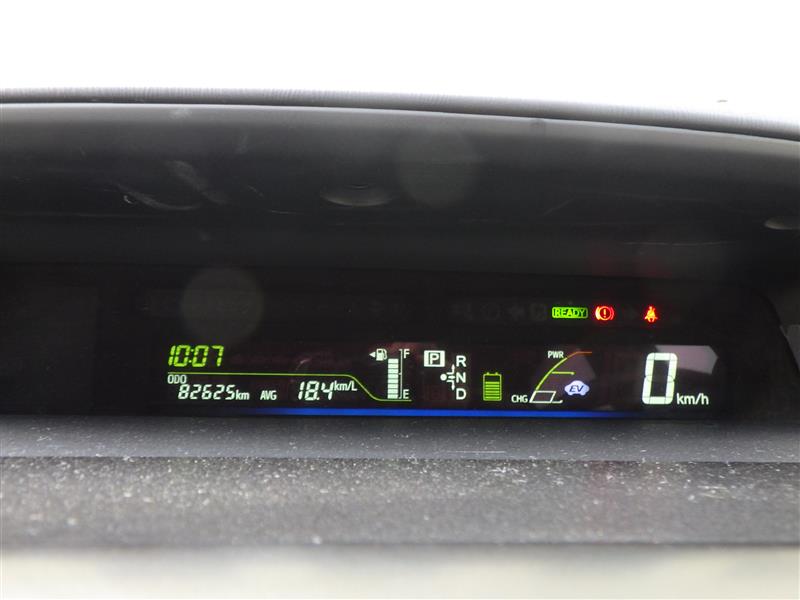 READY
10:07 F P R PWR 0
ODO N EV km/h
82625km AVG 18.4km/L E D CHG